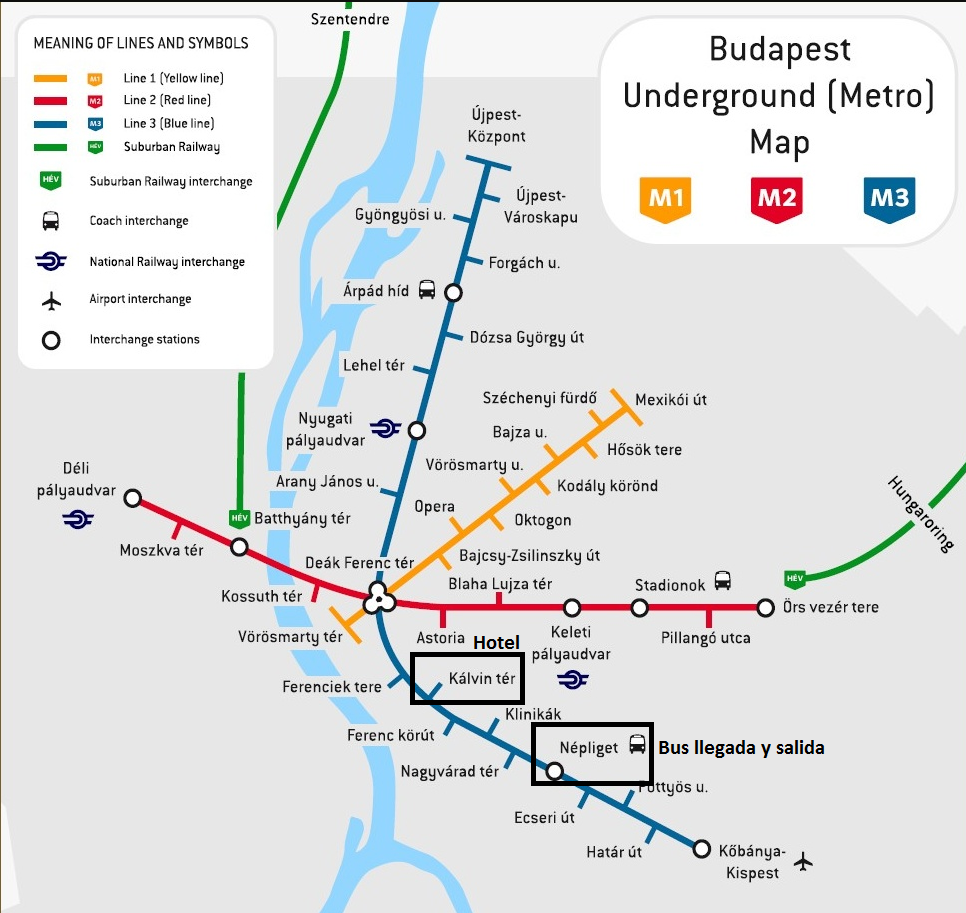 Szentendre
MEANING OF LINES AND SYMBOLS
M1 Line 1 (Yellow line)
M2 Line 2 (Red line)
M3 Line 3 (Blue line)
HÉV Suburban Railway
HÉV Suburban Railway interchange
Coach interchange
National Railway interchange
Airport interchange
Interchange stations
Budapest
Underground (Metro)
Map
M1 M2 M3
Újpest-
Központ
Újpest-
Városkapu
Gyöngyösi u.
Forgách u.
Árpád híd
Dózsa György út
Lehel tér
Nyugati
pályaudvar
Arany János u.
Széchenyi fürdő
Mexikói út
Bajza u.
Hősök tere
Vörösmarty u.
Kodály körönd
Opera
Oktogon
Bajcsy-Zsilinszky út
Déli
pályaudvar
Moszkva tér
HÉV
Batthyány tér
Kossuth tér
Deák Ferenc tér
Vörösmarty tér
Blaha Lujza tér
Astoria
Keleti
pályaudvar
Stadionok
Pillangó utca
HÉV
Örs vezér tere
Hungaroring
Hotel
Kálvin tér
Ferenciek tere
Ferenc körút
Klinikák
Nagyvárad tér
Népliget
Bus llegada y salida
Pöttyös u.
Ecseri út
Határ út
Kőbánya-
Kispest